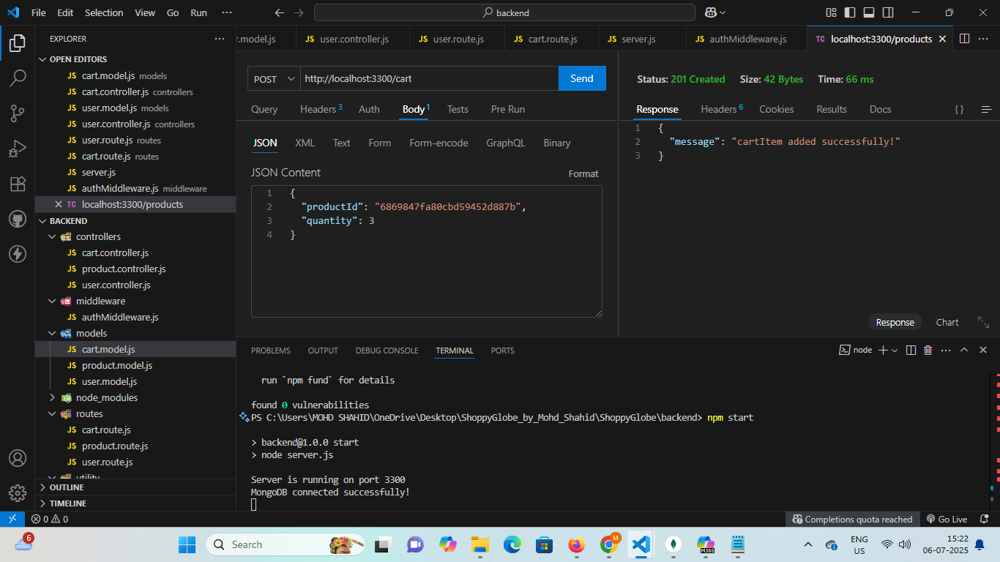 File Edit Selection View Go Run ···
backend
EXPLORER
OPEN EDITORS
JS cart.model.js models
JS cart.controller.js controllers
JS user.model.js models
JS user.controller.js controllers
JS user.route.js routes
JS cart.route.js routes
JS server.js
JS authMiddleware.js middleware
TC localhost:3300/products
BACKEND
controllers
JS cart.controller.js
JS product.controller.js
JS user.controller.js
middleware
JS authMiddleware.js
models
JS cart.model.js
JS product.model.js
JS user.model.js
node_modules
routes
JS cart.route.js
JS product.route.js
JS user.route.js
utility
OUTLINE
TIMELINE
r.model.js JS user.controller.js JS user.route.js JS cart.route.js JS server.js JS authMiddleware.js TC localhost:3300/products
POST http://localhost:3300/cart Send
Query Headers 3 Auth Body 1 Tests Pre Run
JSON XML Text Form Form-encode GraphQL Binary
JSON Content Format
1 {
2 "productId": "6869847fa80cbd59452d887b",
3 "quantity": 3
4 }
Status: 201 Created Size: 42 Bytes Time: 66 ms
Response Headers 6 Cookies Results Docs { }
1 {
2 "message": "cartItem added successfully!"
3 }
Response Chart
PROBLEMS OUTPUT DEBUG CONSOLE TERMINAL PORTS
node
run `npm fund` for details
found 0 vulnerabilities
PS C:\Users\MOHD SHAHID\OneDrive\Desktop\ShoppyGlobe_by_Mohd_Shahid\ShoppyGlobe\backend> npm start
> backend@1.0.0 start
> node server.js
Server is running on port 3300
MongoDB connected successfully!
0 0
Completions quota reached Go Live
6
Search
M
M365
ENG
US
15:22
06-07-2025